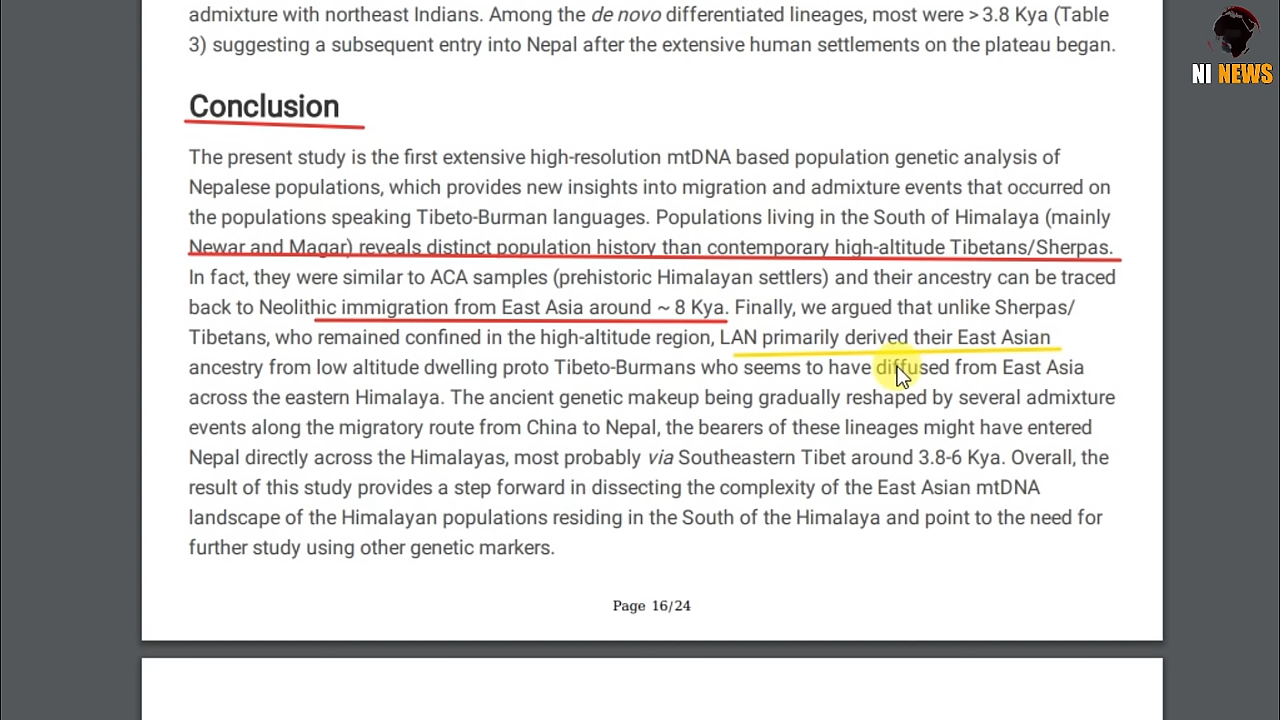 admixture with northeast Indians. Among the de novo differentiated lineages, most were > 3.8 Kya (Table
3) suggesting a subsequent entry into Nepal after the extensive human settlements on the plateau began.
NI NEWS
Conclusion
The present study is the first extensive high-resolution mtDNA based population genetic analysis of
Nepalese populations, which provides new insights into migration and admixture events that occurred on
the populations speaking Tibeto-Burman languages. Populations living in the South of Himalaya (mainly
Newar and Magar) reveals distinct population history than contemporary high-altitude Tibetans/Sherpas.
In fact, they were similar to ACA samples (prehistoric Himalayan settlers) and their ancestry can be traced
back to Neolithic immigration from East Asia around ~ 8 Kya. Finally, we argued that unlike Sherpas/
Tibetans, who remained confined in the high-altitude region, LAN primarily derived their East Asian
ancestry from low altitude dwelling proto Tibeto-Burmans who seems to have diffused from East Asia
across the eastern Himalaya. The ancient genetic makeup being gradually reshaped by several admixture
events along the migratory route from China to Nepal, the bearers of these lineages might have entered
Nepal directly across the Himalayas, most probably via Southeastern Tibet around 3.8-6 Kya. Overall, the
result of this study provides a step forward in dissecting the complexity of the East Asian mtDNA
landscape of the Himalayan populations residing in the South of the Himalaya and point to the need for
further study using other genetic markers.
Page 16/24